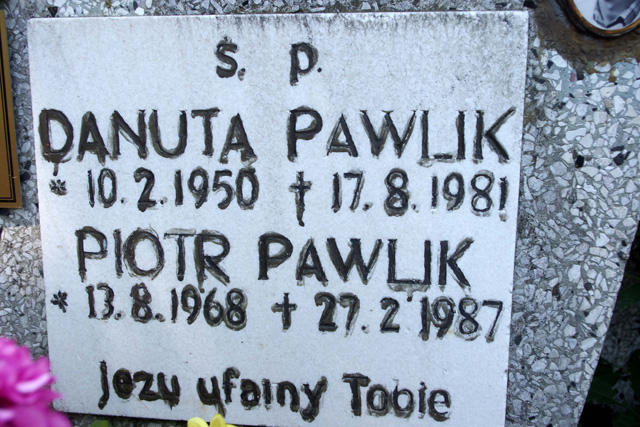 ś. p.
DANUTA PAWLIK
* 10.2.1950 † 17.8.1981
PIOTR PAWLIK
* 13.8.1968 † 27.2 1987
Jezu ufamy Tobie